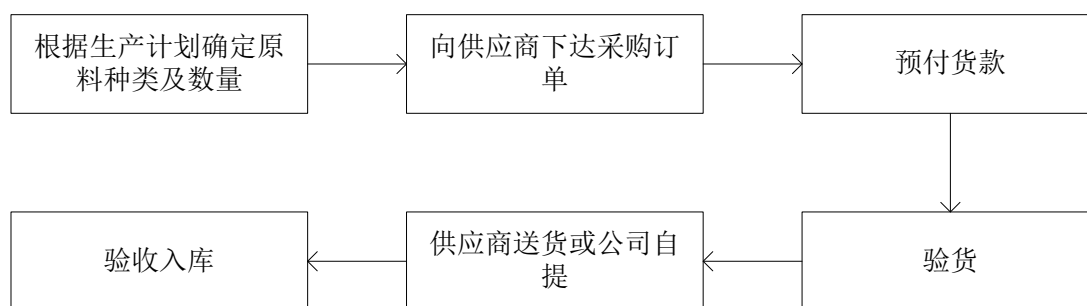 根据生产计划确定原
料种类及数量
向供应商下达采购订
单
预付货款
验货
供应商送货或公司自
提
验收入库